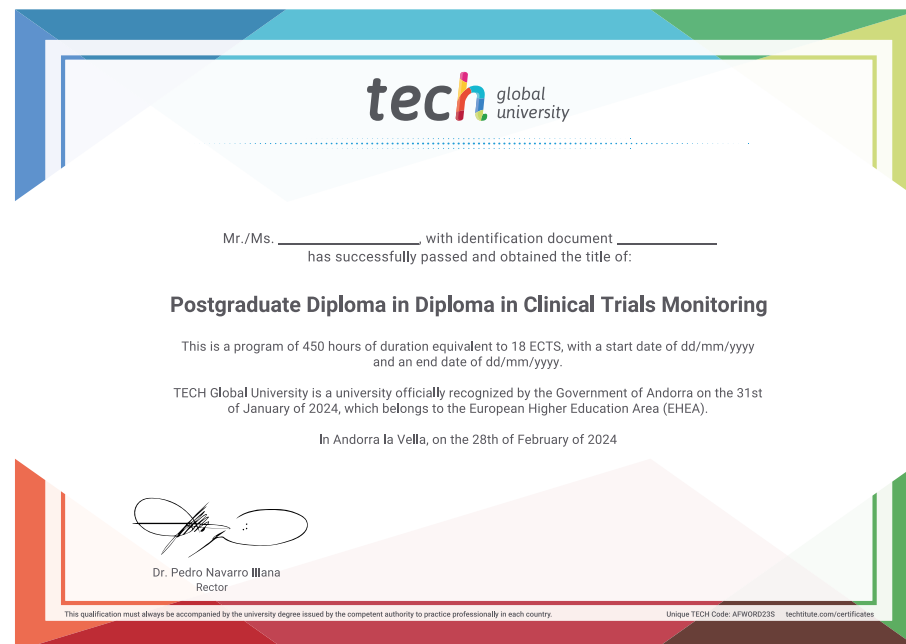 tech global
university
Mr./Ms. ____________, with identification document ____________
has successfully passed and obtained the title of:
Postgraduate Diploma in Diploma in Clinical Trials Monitoring
This is a program of 450 hours of duration equivalent to 18 ECTS, with a start date of dd/mm/yyyy
and an end date of dd/mm/yyyy.
TECH Global University is a university officially recognized by the Government of Andorra on the 31st
of January of 2024, which belongs to the European Higher Education Area (EHEA).
In Andorra la Vella, on the 28th of February of 2024
Dr. Pedro Navarro Illana
Rector
This qualification must always be accompanied by the university degree issued by the competent authority to practice professionally in each country. Unique TECH Code: AFWORD23S techtitute.com/certificates